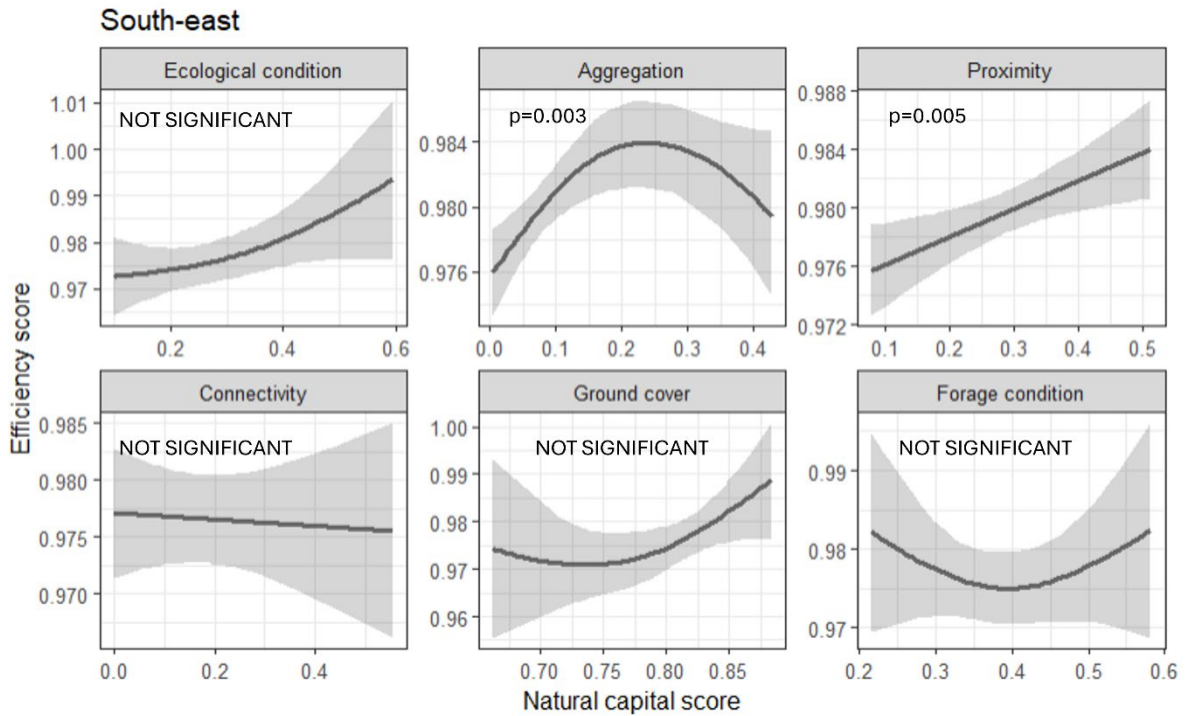 South-east
Ecological condition
Aggregation
Proximity
NOT SIGNIFICANT
p=0.003
p=0.005
1.01
1.00
0.99
0.98
0.97
0.984
0.980
0.976
0.988
0.984
0.980
0.976
0.972
0.2 0.4 0.6
0.0 0.1 0.2 0.3 0.4
0.1 0.2 0.3 0.4 0.5
Efficiency score
Connectivity
Ground cover
Forage condition
NOT SIGNIFICANT
NOT SIGNIFICANT
NOT SIGNIFICANT
0.985
0.980
0.975
0.970
1.00
0.99
0.98
0.97
0.96
0.99
0.98
0.97
0.0 0.2 0.4
0.70 0.75 0.80 0.85
0.2 0.3 0.4 0.5 0.6
Natural capital score